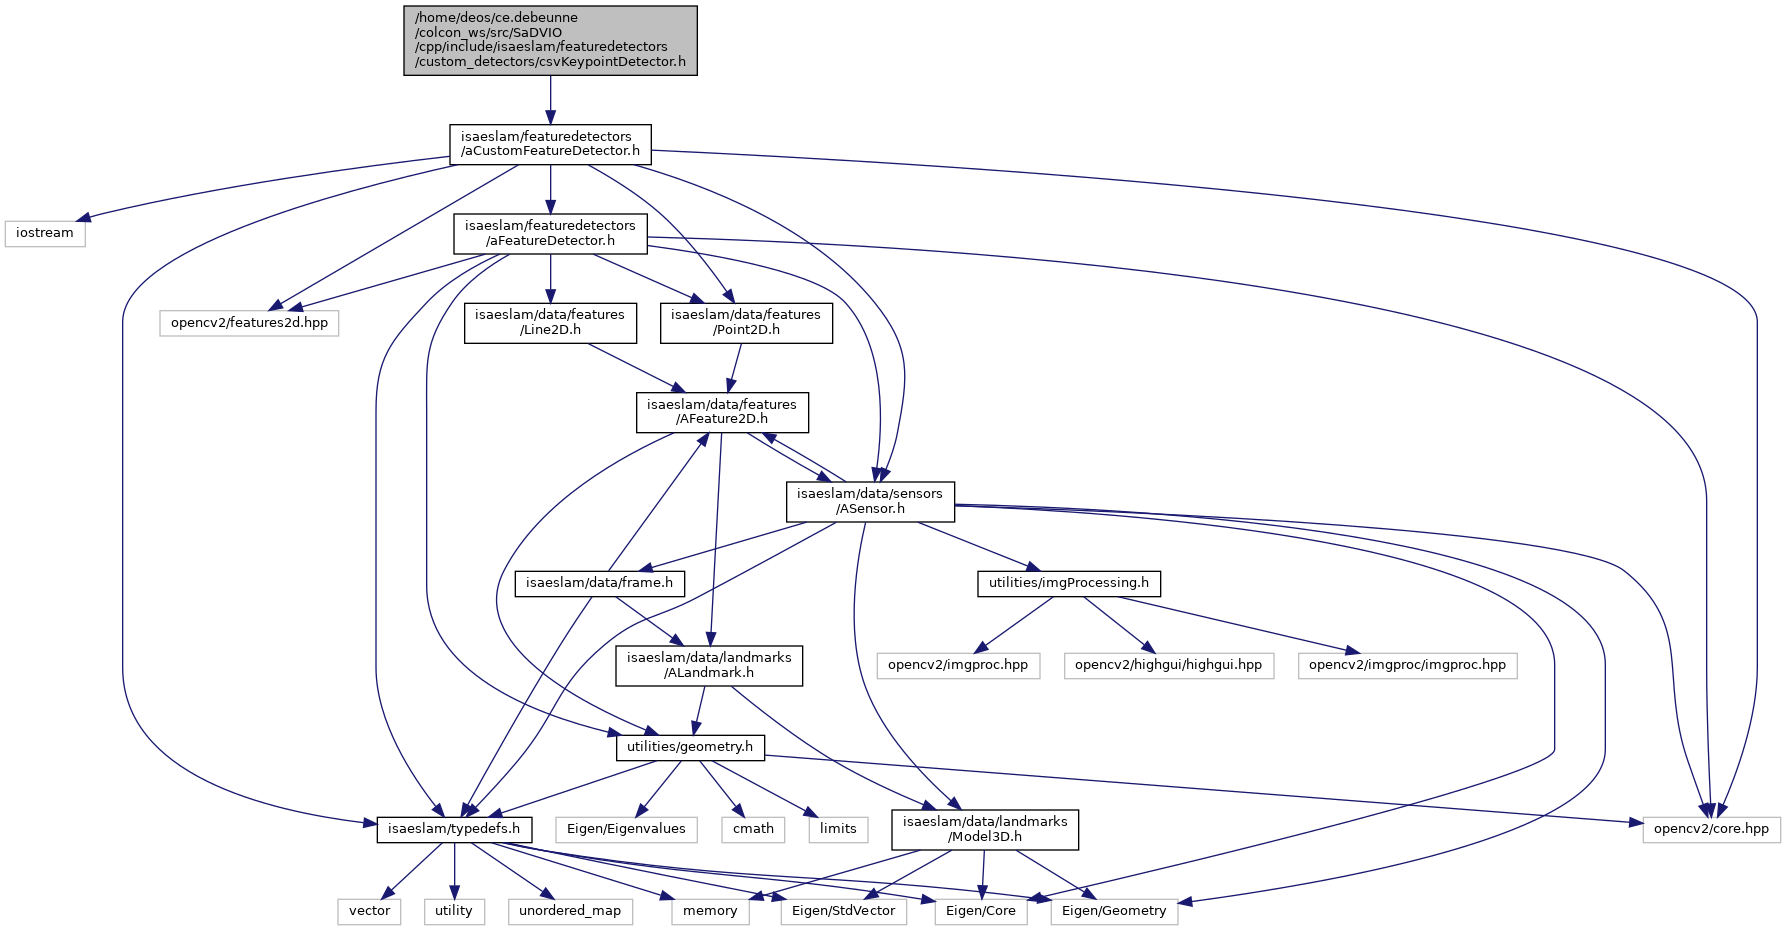 /home/deos/ce.debeunne
/colcon_ws/src/SaDVIO
/cpp/include/isaeslam/featuredetectors
/custom_detectors/csvKeypointDetector.h
isaeslam/featuredetectors
/aCustomFeatureDetector.h
iostream
isaeslam/featuredetectors
/aFeatureDetector.h
opencv2/features2d.hpp
isaeslam/data/features
/Line2D.h
isaeslam/data/features
/Point2D.h
isaeslam/data/features
/AFeature2D.h
isaeslam/data/sensors
/ASensor.h
isaeslam/data/frame.h
utilities/imgProcessing.h
isaeslam/data/landmarks
/ALandmark.h
opencv2/imgproc.hpp
opencv2/highgui/highgui.hpp
opencv2/imgproc/imgproc.hpp
utilities/geometry.h
isaeslam/typedefs.h
Eigen/Eigenvalues
cmath
limits
isaeslam/data/landmarks
/Model3D.h
opencv2/core.hpp
vector
utility
unordered_map
memory
Eigen/StdVector
Eigen/Core
Eigen/Geometry